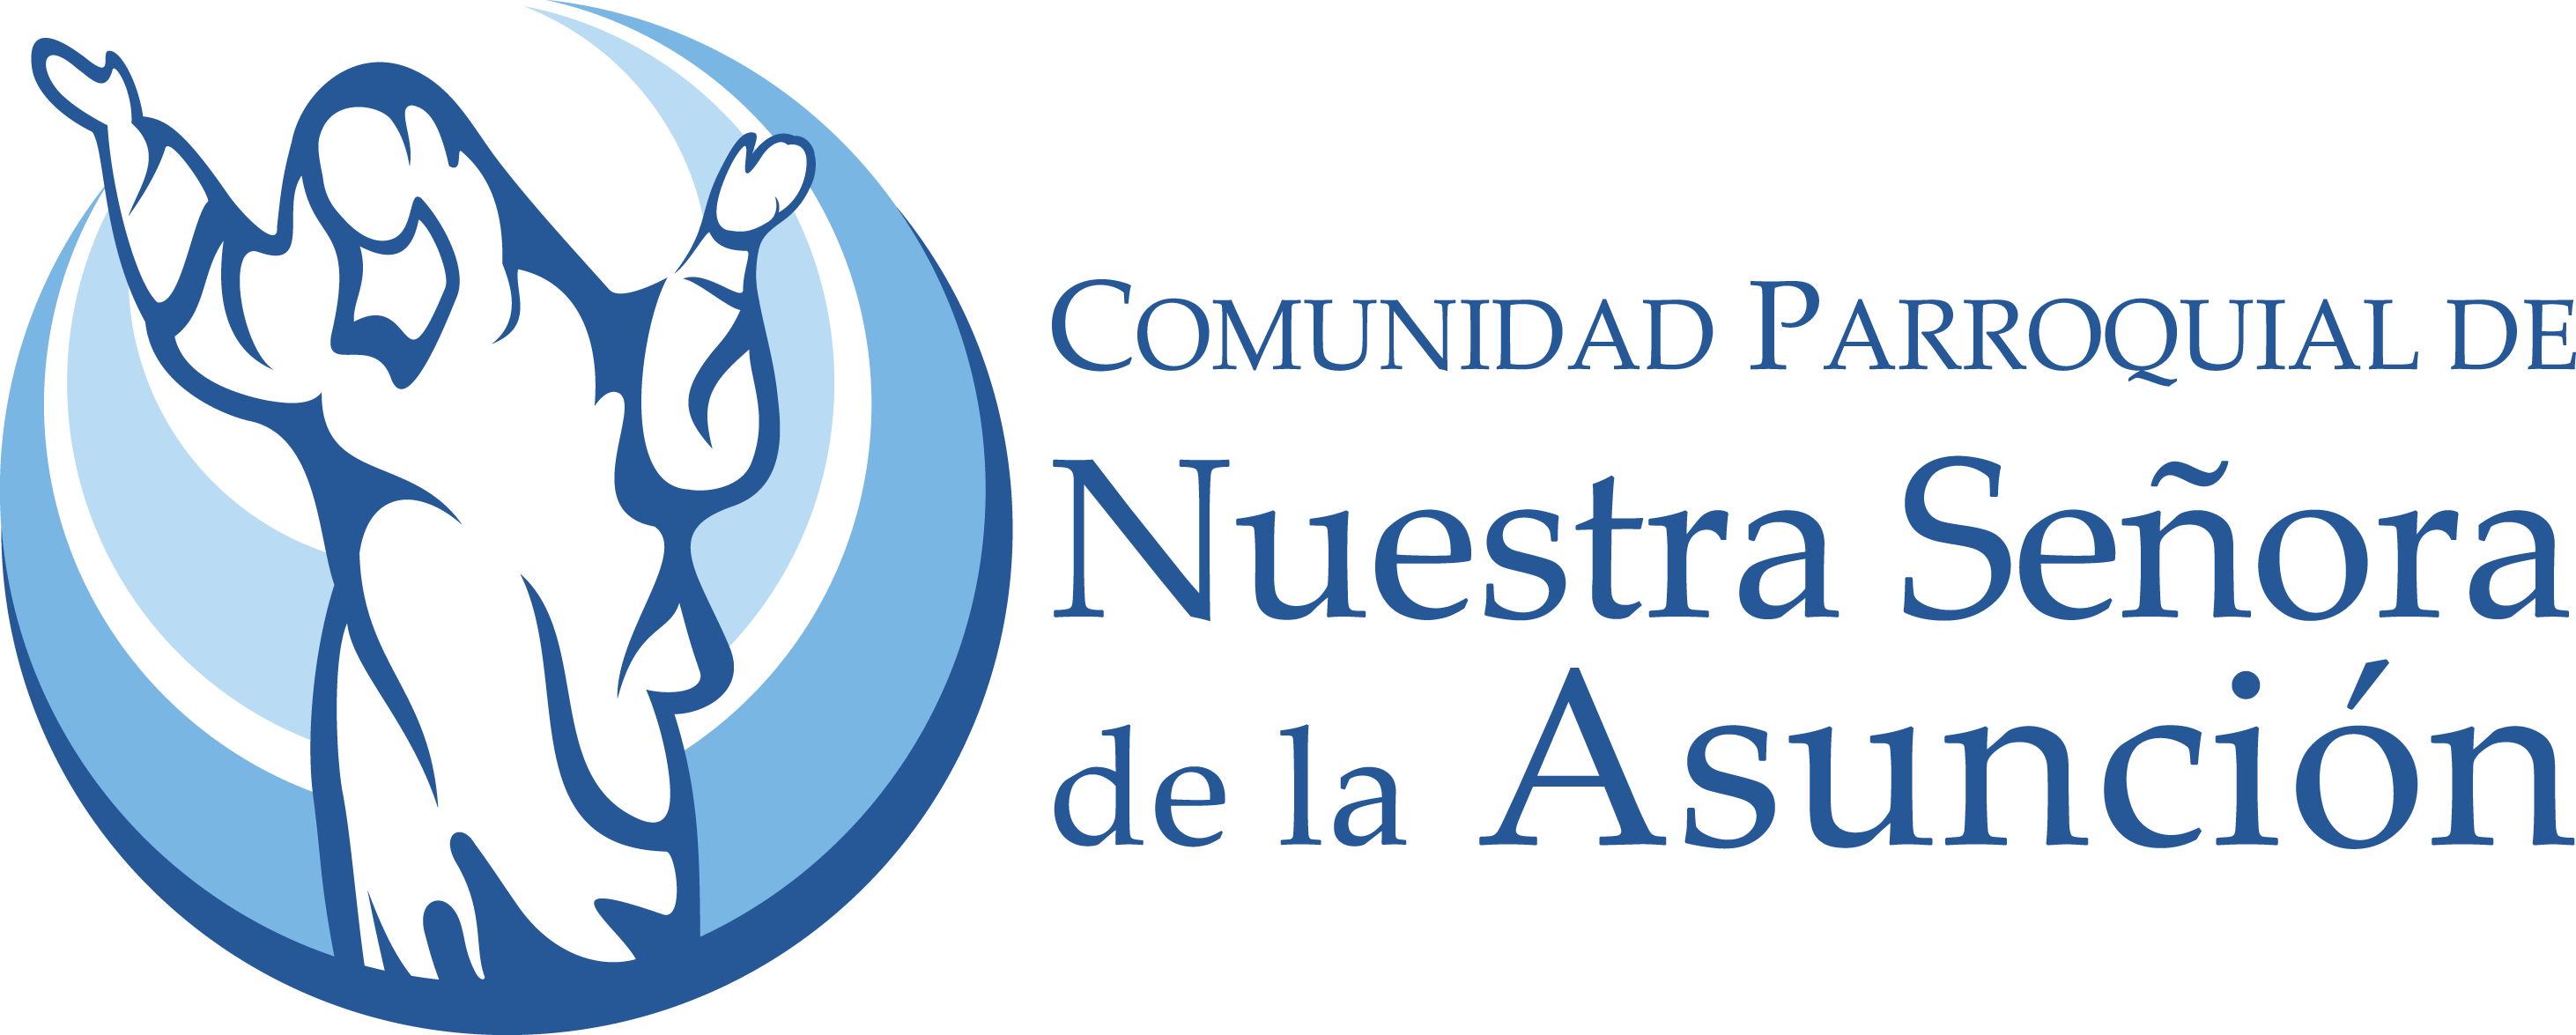 Comunidad Parroquial de
Nuestra Señora
de la Asunción